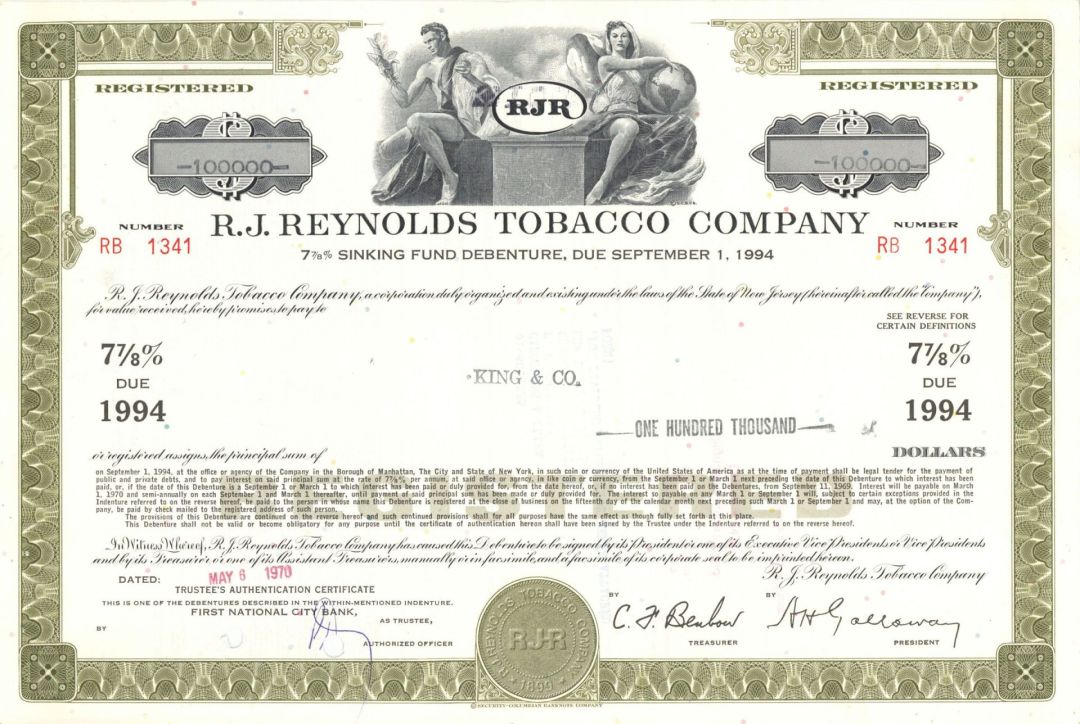 RJR
REGISTERED
REGISTERED
-100000-
-100000-
NUMBER
RB 1341
R.J. REYNOLDS TOBACCO COMPANY
NUMBER
RB 1341
7⅞% SINKING FUND DEBENTURE, DUE SEPTEMBER 1, 1994
R. J. Reynolds Tobacco Company, a corporation duly organized and existing under the laws of the State of New Jersey (hereinafter called the "Company"),
for value received, hereby promises to pay to
SEE REVERSE FOR
CERTAIN DEFINITIONS
7⅞%
DUE
1994
KING & CO.
7⅞%
DUE
1994
ONE HUNDRED THOUSAND
or registered assigns, the principal sum of
DOLLARS
on September 1, 1994, at the office or agency of the Company in the Borough of Manhattan, The City and State of New York, in such coin or currency of the United States of America as at the time of payment shall be legal tender for the payment of
public and private debts, and to pay interest on said principal sum at the rate of 7⅞% per annum, at said office or agency, in like coin or currency, from the September 1 or March 1 next preceding the date of this Debenture to which interest has been
paid, or, if the date of this Debenture is a September 1 or March 1 to which interest has been paid or duly provided for, from the date hereof, or, if no interest has been paid on the Debentures, from September 11, 1969. Interest will be payable on March
1, 1970 and semi-annually on each September 1 and March 1 thereafter, until payment of said principal sum has been made or duly provided for. The interest so payable on any March 1 or September 1 will, subject to certain exceptions provided in the
Indenture referred to on the reverse hereof, be paid to the person in whose name this Debenture is registered at the close of business on the fifteenth day of the calendar month next preceding such March 1 or September 1 and may, at the option of the Com-
pany, be paid by check mailed to the registered address of such person.
The provisions of this Debenture are continued on the reverse hereof and such continued provisions shall for all purposes have the same effect as though fully set forth at this place.
This Debenture shall not be valid or become obligatory for any purpose until the certificate of authentication hereon shall have been signed by the Trustee under the Indenture referred to on the reverse hereof.
In Witness Whereof, R. J. Reynolds Tobacco Company has caused this Debenture to be signed by its President or one of its Executive Vice Presidents or Vice Presidents
and by its Treasurer or one of its Assistant Treasurers, manually or in facsimile, and a facsimile of its corporate seal to be imprinted hereon.
DATED: MAY 6 1970
R. J. Reynolds Tobacco Company
TRUSTEE'S AUTHENTICATION CERTIFICATE
THIS IS ONE OF THE DEBENTURES DESCRIBED IN THE WITHIN-MENTIONED INDENTURE.
FIRST NATIONAL CITY BANK,
AS TRUSTEE,
BY
AUTHORIZED OFFICER
R.J. REYNOLDS TOBACCO COMPANY
RJR
1899
BY
C. F. Benbow
TREASURER
BY
A H Galloway
PRESIDENT
© SECURITY-COLUMBIAN BANKNOTE COMPANY